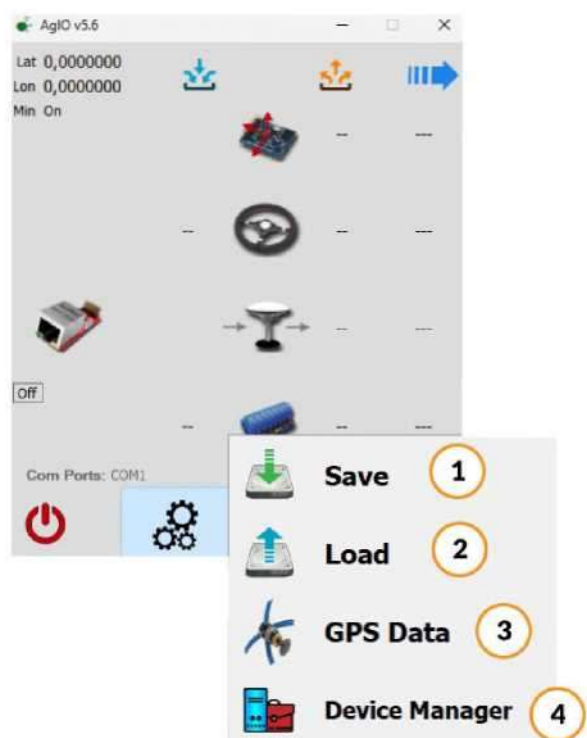 AgIO v5.6
Lat 0,0000000
Lon 0,0000000
Min On
-- ---
-- -- ---
-- ---
Off
-- -- ---
Com Ports: COM1
Save 1
Load 2
GPS Data 3
Device Manager 4